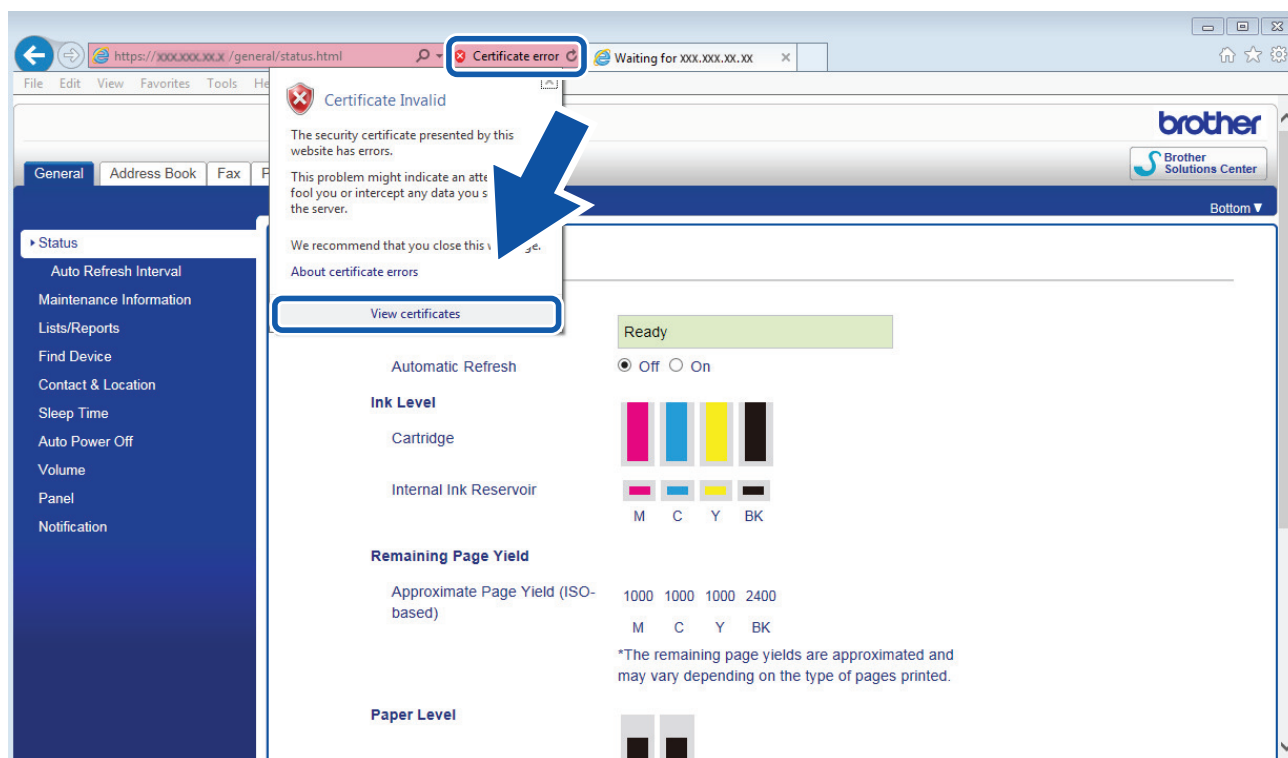 https://xxx.xxx.xx.x /general/status.html
Certificate error
Waiting for xxx.xxx.xx.xx
File Edit View Favorites Tools
Certificate Invalid
The security certificate presented by this
website has errors.
This problem might indicate an
fool you or intercept any data you
the server.
We recommend that you close this
About certificate errors
View certificates
brother
Brother
Solutions Center
General Address Book Fax
Bottom▼
Status
Auto Refresh Interval
Maintenance Information
Lists/Reports
Find Device
Contact & Location
Sleep Time
Auto Power Off
Volume
Panel
Notification
Ready
Automatic Refresh Off On
Ink Level
Cartridge
Internal Ink Reservoir
M C Y BK
Remaining Page Yield
Approximate Page Yield (ISO-
based)
1000 1000 1000 2400
M C Y BK
*The remaining page yields are approximated and
may vary depending on the type of pages printed.
Paper Level